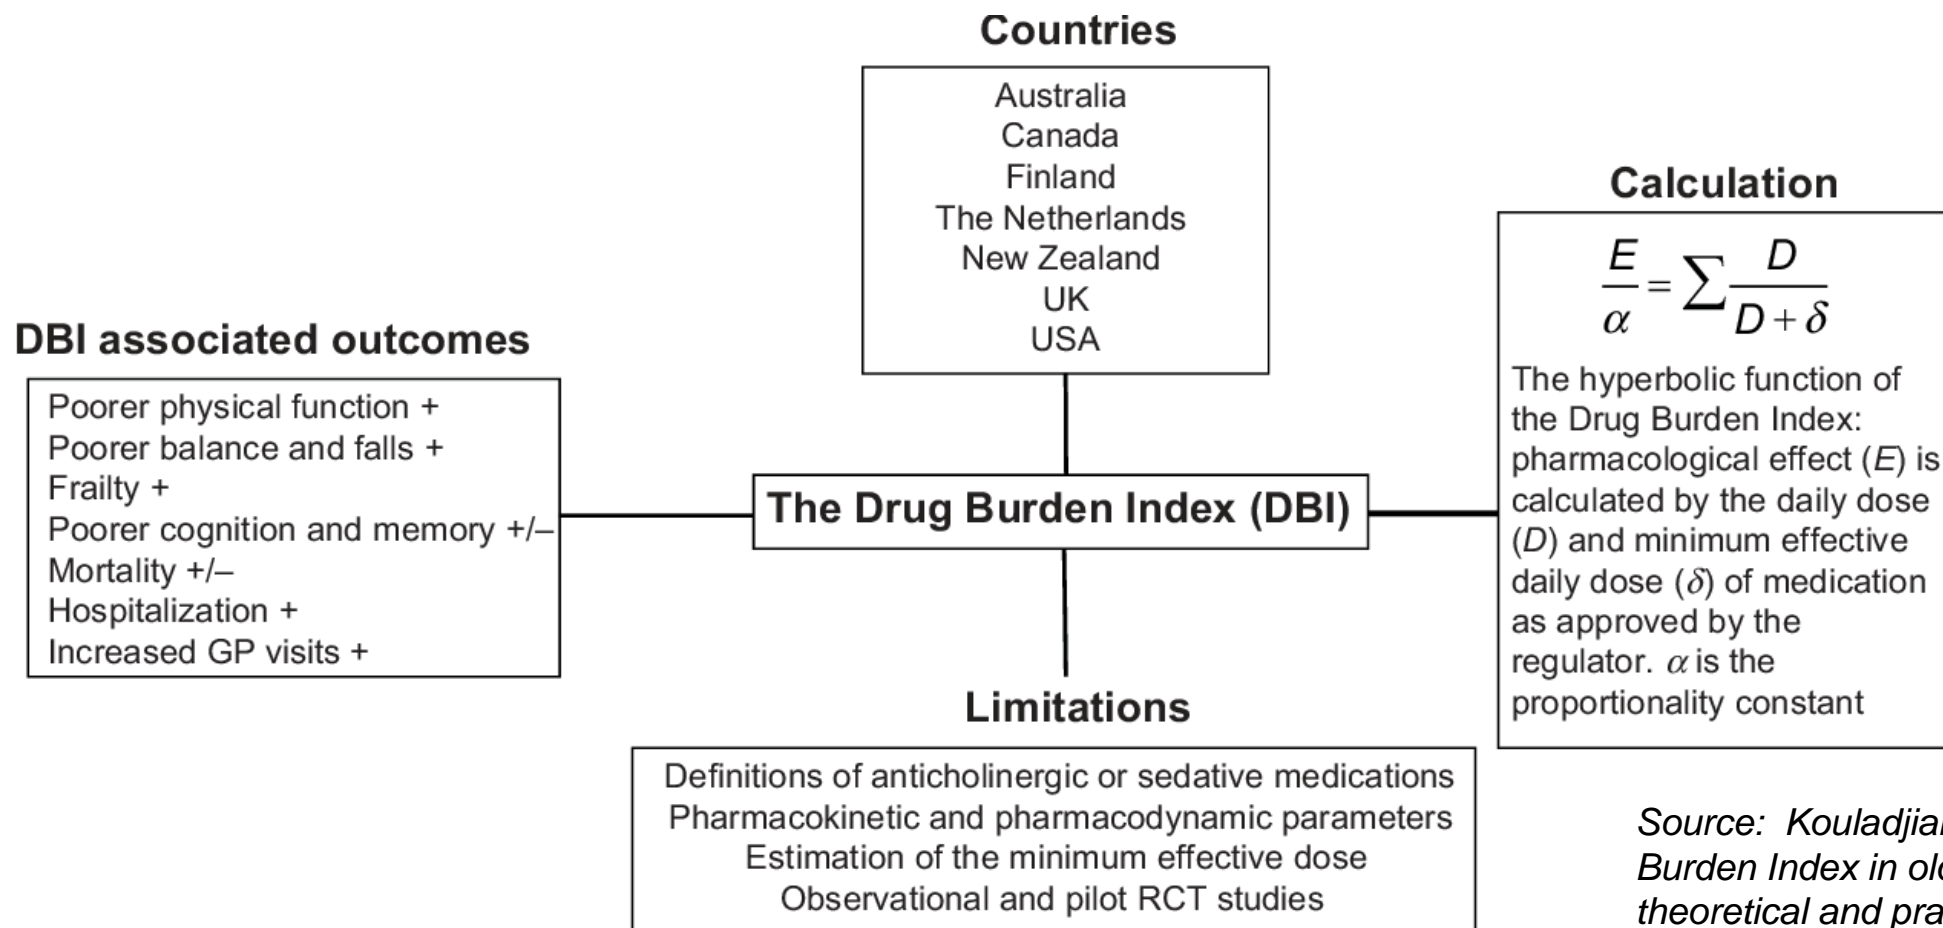 Countries
Australia
Canada
Finland
The Netherlands
New Zealand
UK
USA
Calculation
E/α = ∑ D/(D + δ)
The hyperbolic function of
the Drug Burden Index:
pharmacological effect (E) is
calculated by the daily dose
(D) and minimum effective
daily dose (δ) of medication
as approved by the
regulator. α is the
proportionality constant
DBI associated outcomes
Poorer physical function +
Poorer balance and falls +
Frailty +
Poorer cognition and memory +/–
Mortality +/–
Hospitalization +
Increased GP visits +
The Drug Burden Index (DBI)
Limitations
Definitions of anticholinergic or sedative medications
Pharmacokinetic and pharmacodynamic parameters
Estimation of the minimum effective dose
Observational and pilot RCT studies
Source: 
Burden Index in
theoretical and